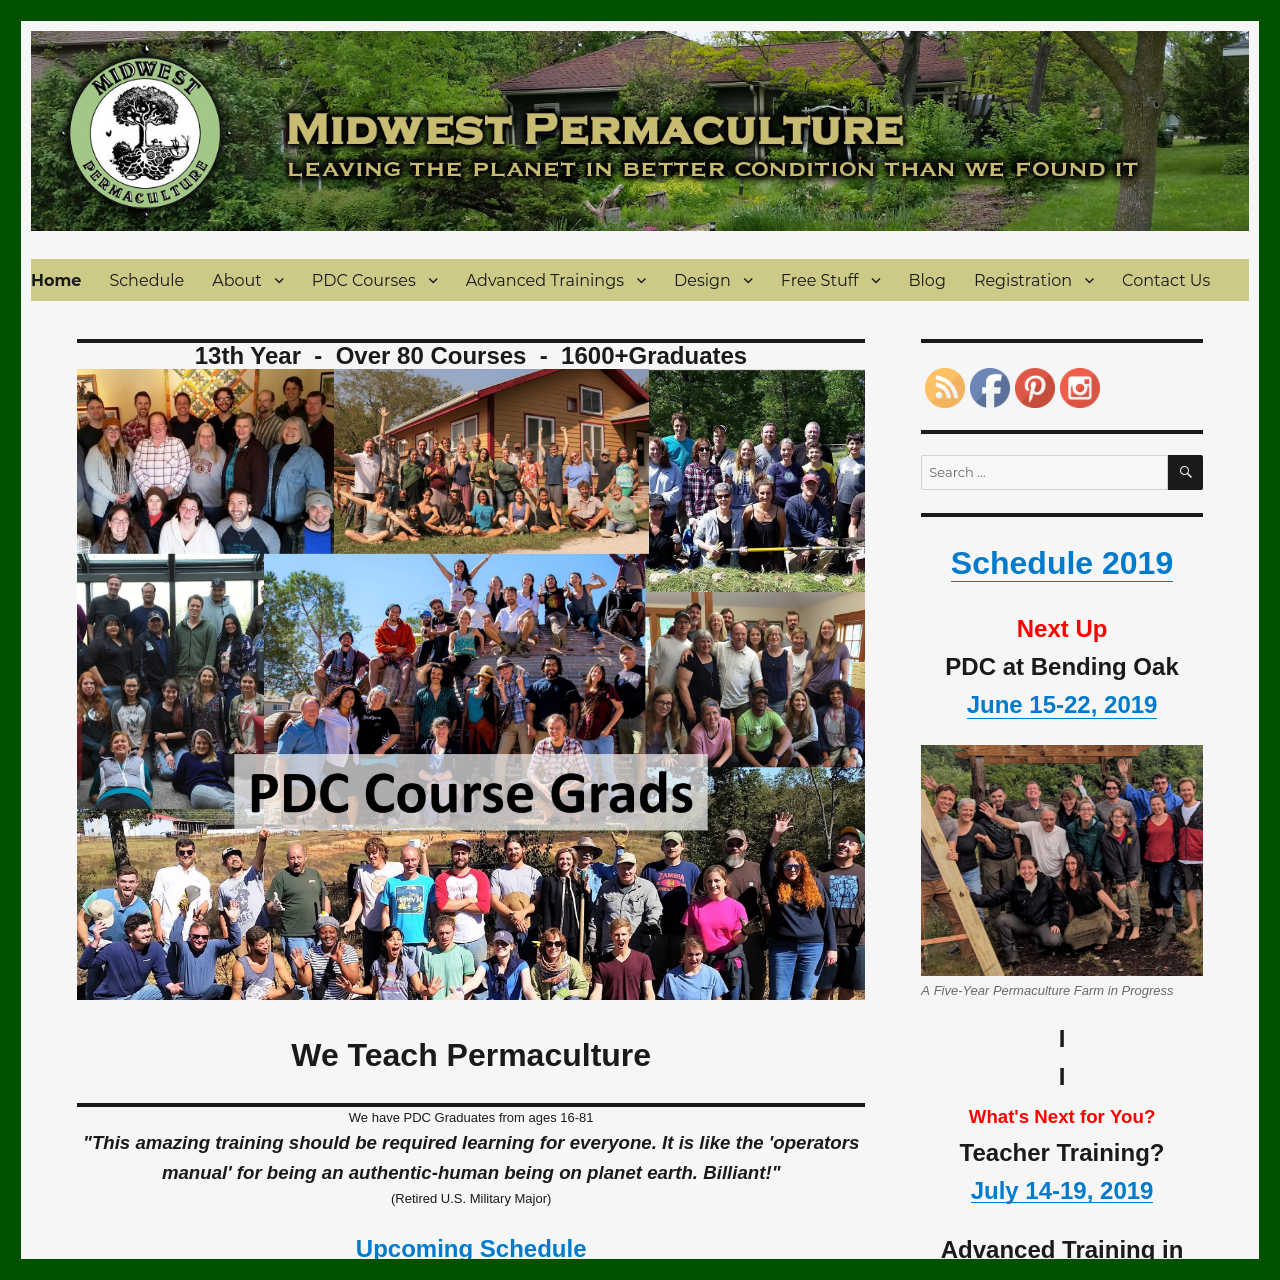 MIDWEST
PERMACULTURE
MIDWEST PERMACULTURE
LEAVING THE PLANET IN BETTER CONDITION THAN WE FOUND IT
Home Schedule About PDC Courses Advanced Trainings Design Free Stuff Blog Registration Contact Us
13th Year - Over 80 Courses - 1600+Graduates
PDC Course Grads
We Teach Permaculture
We have PDC Graduates from ages 16-81
"This amazing training should be required learning for everyone. It is like the 'operators
manual' for being an authentic-human being on planet earth. Billiant!"
(Retired U.S. Military Major)
Upcoming Schedule
Search ...
Schedule 2019
Next Up
PDC at Bending Oak
June 15-22, 2019
A Five-Year Permaculture Farm in Progress
I
I
What's Next for You?
Teacher Training?
July 14-19, 2019
Advanced Training in